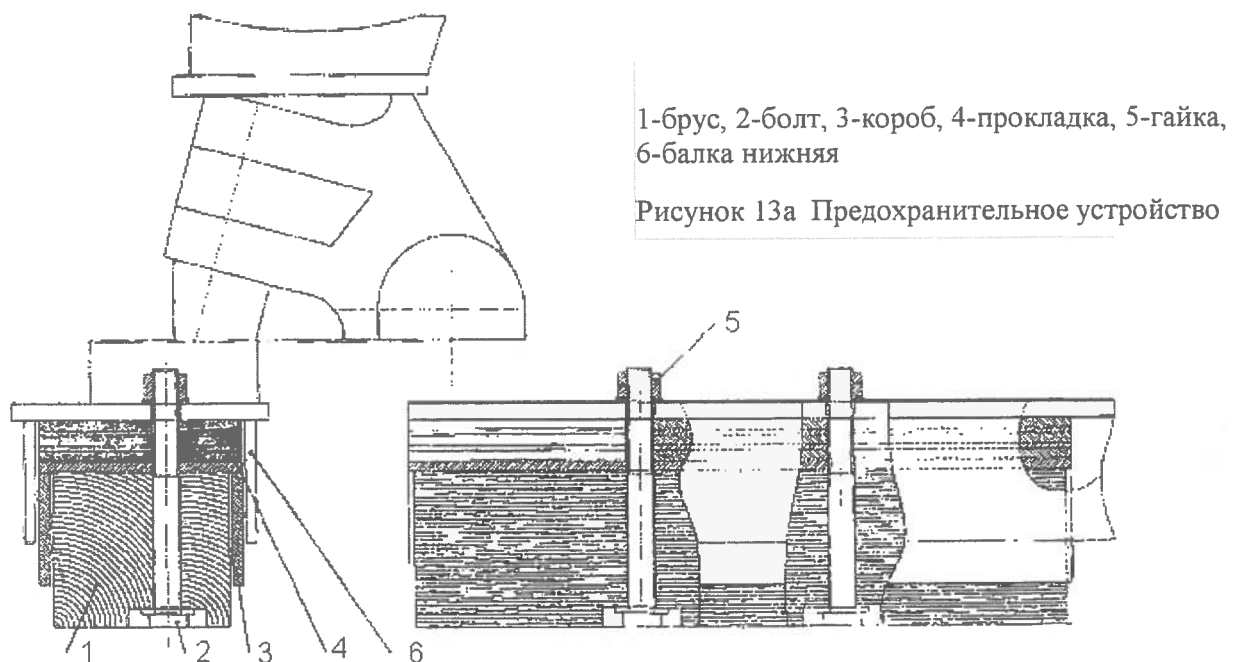 1-брус, 2-болт, 3-короб, 4-прокладка, 5-гайка,
6-балка нижняя
Рисунок 13а Предохранительное устройство
5
1 2 3 4 6